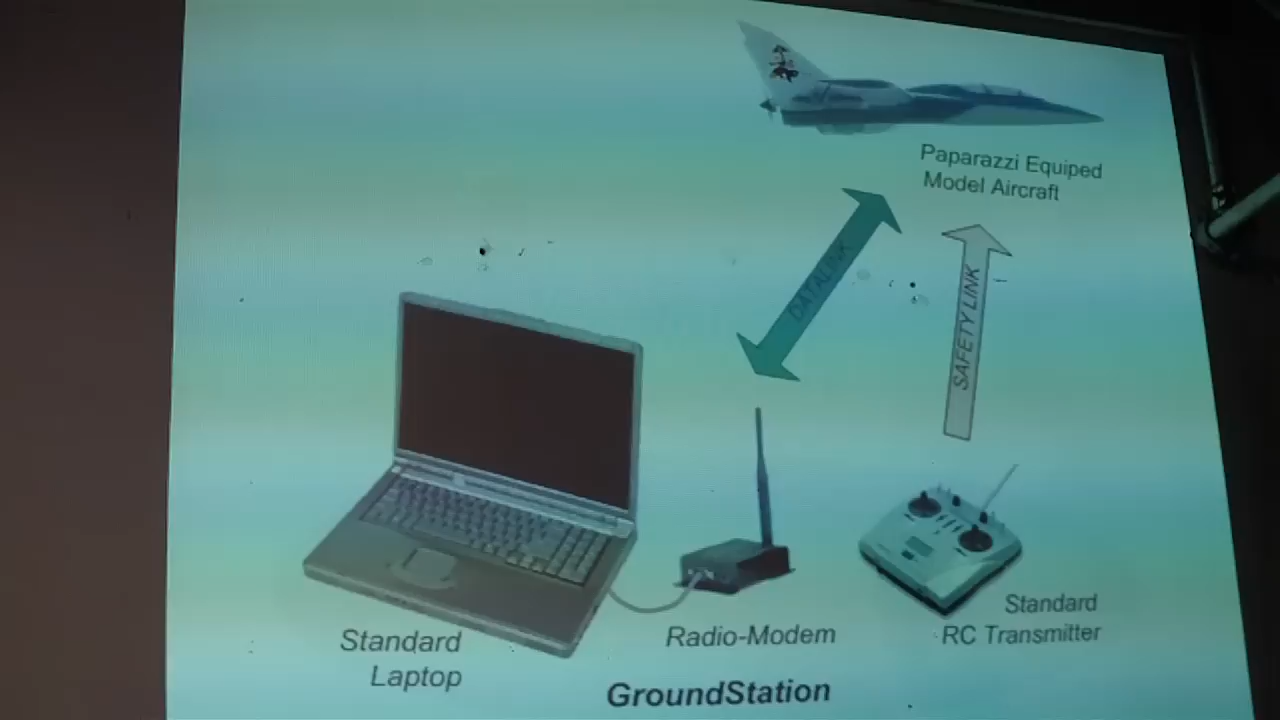 Paparazzi Equiped
Model Aircraft
DATALINK
SAFETY LINK
Standard
Laptop
Radio-Modem
Standard
RC Transmitter
GroundStation